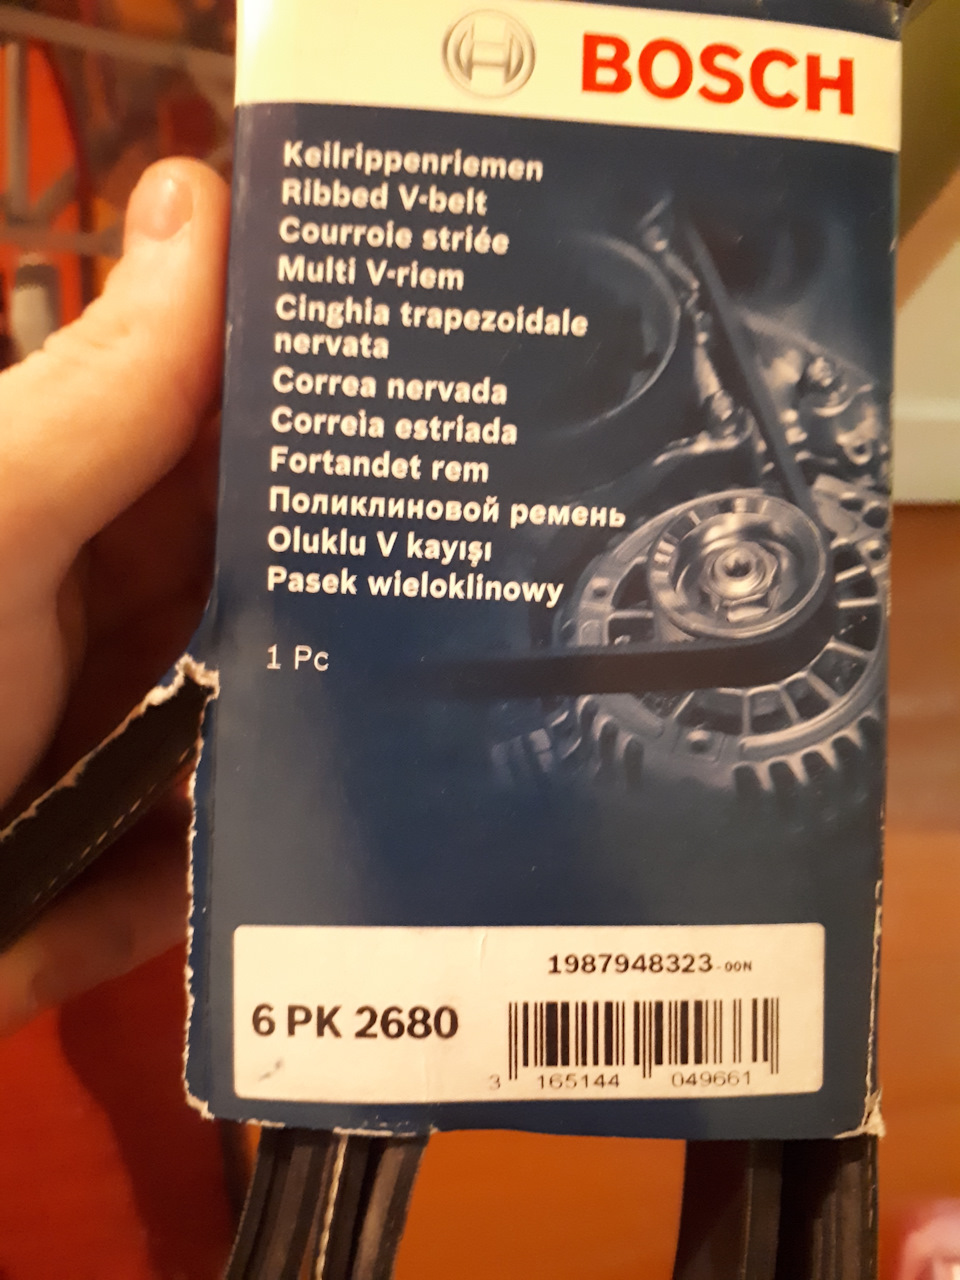 BOSCH
Keilrippenriemen
Ribbed V-belt
Courroie striée
Multi V-riem
Cinghia trapezoidale
nervata
Correa nervada
Correia estriada
Fortandet rem
Поликлиновой ремень
Oluklu V kayışı
Pasek wieloklinowy
1 Pc
1987948323-00N
6 PK 2680
3 165144 049661